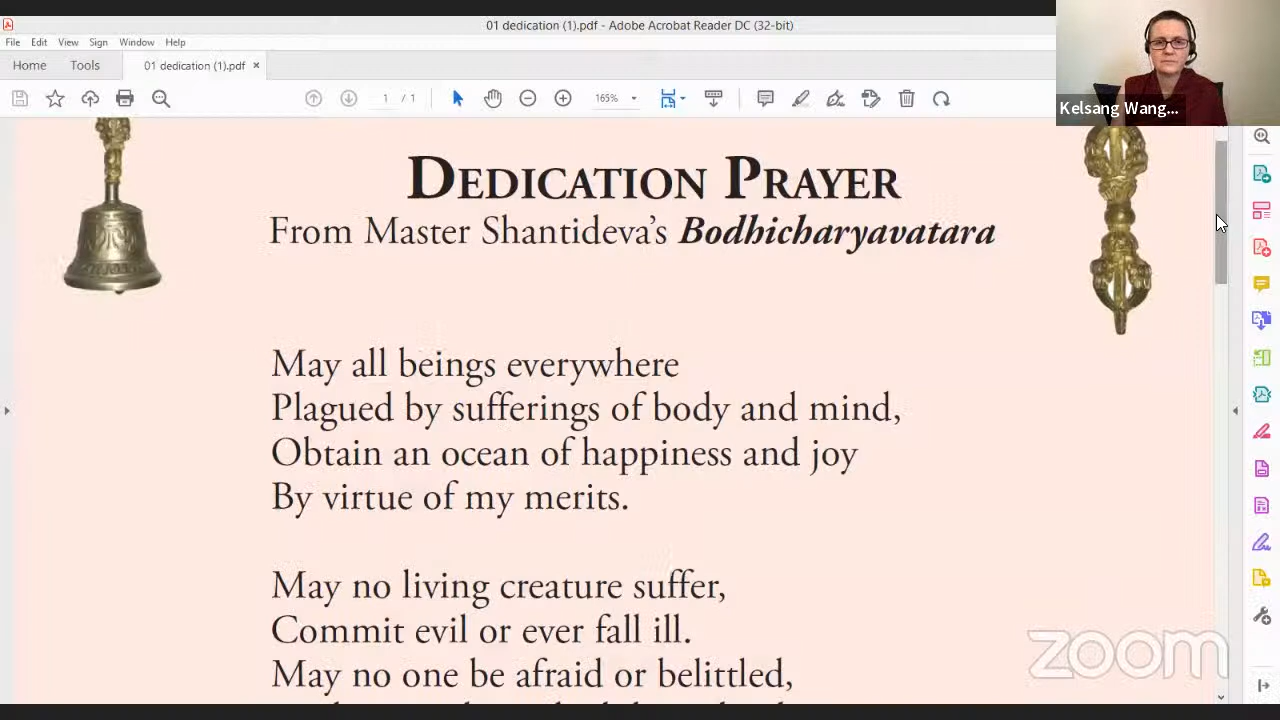 01 dedication (1).pdf - Adobe Acrobat Reader DC (32-bit)
File Edit View Sign Window Help
Home Tools 01 dedication (1).pdf ×
1 / 1 165%
Kelsang Wang...
DEDICATION PRAYER
From Master Shantideva’s Bodhicharyavatara
May all beings everywhere
Plagued by sufferings of body and mind,
Obtain an ocean of happiness and joy
By virtue of my merits.
May no living creature suffer,
Commit evil or ever fall ill.
May no one be afraid or belittled,
zoom